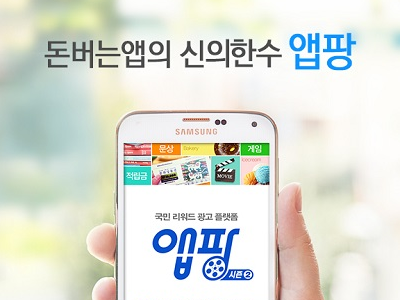 돈버는앱의 신의한수 앱팡
SAMSUNG
문상
Bakery
게임
적립금
MOVIE
국민 리워드 광고 플랫폼
앱팡
시즌2